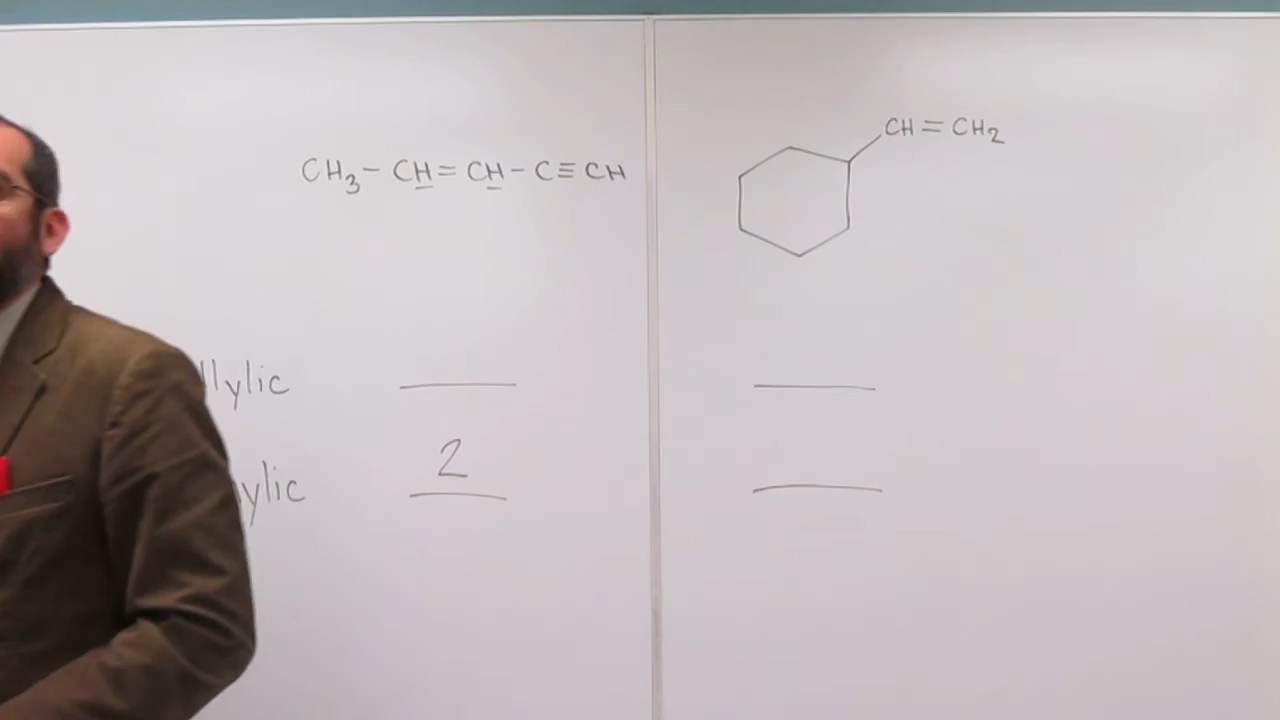 CH3 - CH = CH - C ≡ CH
CH = CH2
llylic
2
ylic